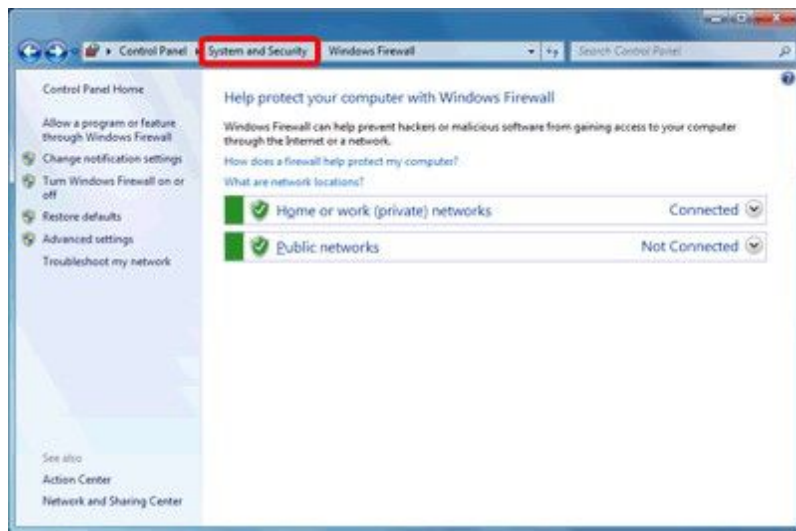 Control Panel System and Security Windows Firewall Search Control Panel
Control Panel Home
Allow a program or feature
through Windows Firewall
Change notification settings
Turn Windows Firewall on or
off
Restore defaults
Advanced settings
Troubleshoot my network
See also
Action Center
Network and Sharing Center
Help protect your computer with Windows Firewall
Windows Firewall can help prevent hackers or malicious software from gaining access to your computer
through the Internet or a network.
How does a firewall help protect my computer?
What are network locations?
Home or work (private) networks Connected
Public networks Not Connected